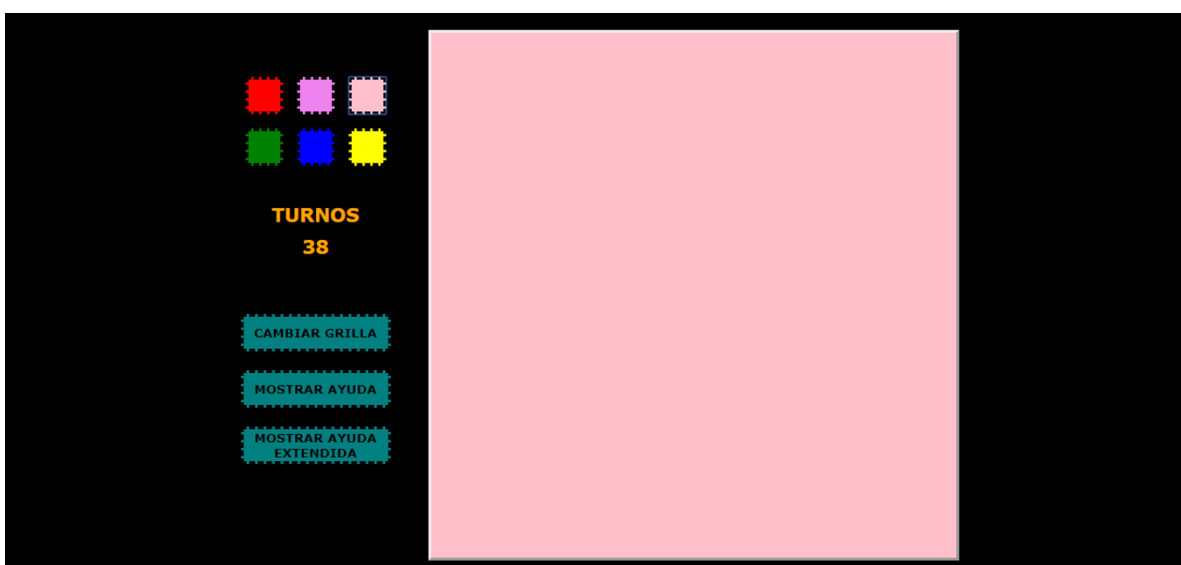 TURNOS
38
CAMBIAR GRILLA
MOSTRAR AYUDA
MOSTRAR AYUDA
EXTENDIDA